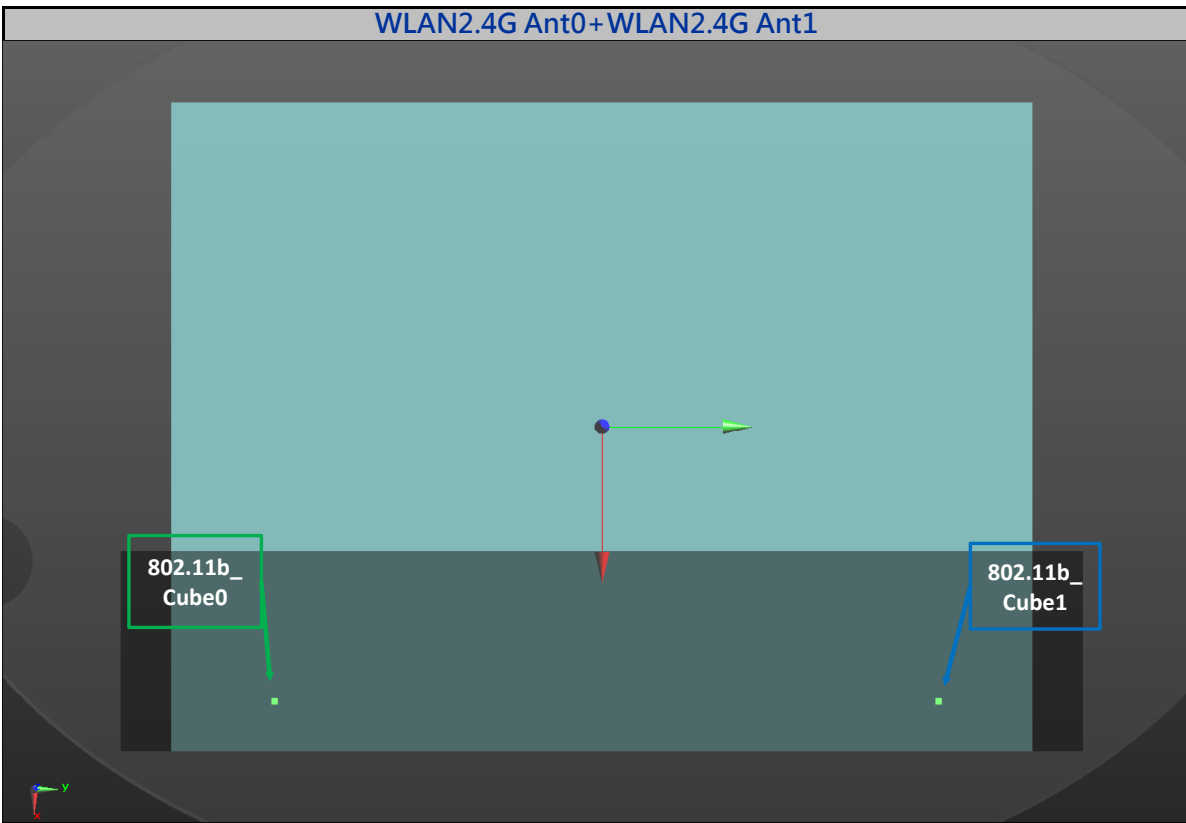 WLAN2.4G Ant0+WLAN2.4G Ant1
802.11b_
Cube0
802.11b_
Cube1
y
x